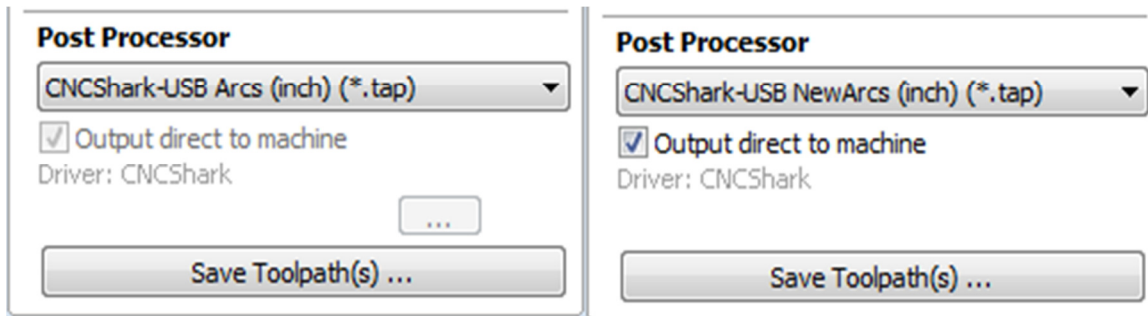 Post Processor
CNCShark-USB Arcs (inch) (*.tap)
Output direct to machine
Driver: CNCShark
...
Save Toolpath(s) ...
Post Processor
CNCShark-USB NewArcs (inch) (*.tap)
Output direct to machine
Driver: CNCShark
Save Toolpath(s) ...